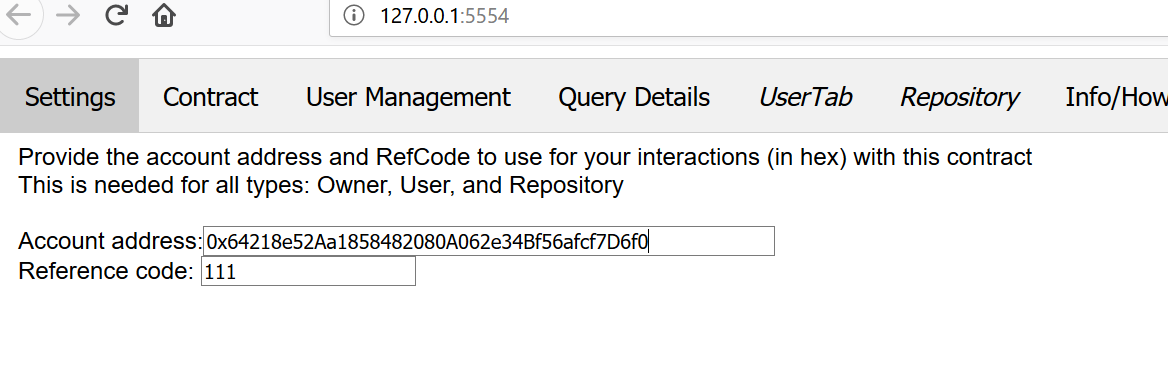 127.0.0.1:5554
Settings Contract User Management Query Details UserTab Repository Info/How
Provide the account address and RefCode to use for your interactions (in hex) with this contract
This is needed for all types: Owner, User, and Repository
Account address: 0x64218e52Aa1858482080A062e34Bf56afcf7D6f0
Reference code: 111